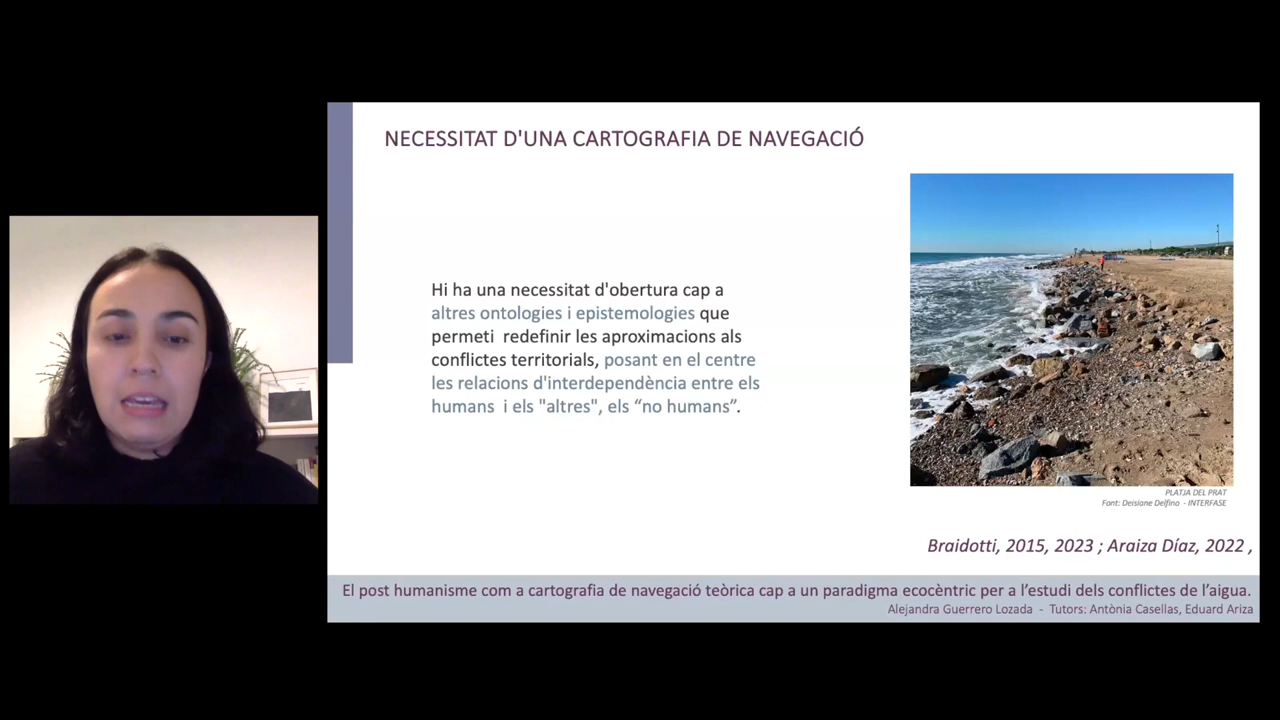 NECESSITAT D'UNA CARTOGRAFIA DE NAVEGACIÓ
Hi ha una necessitat d'obertura cap a
altres ontologies i epistemologies que
permeti  redefinir les aproximacions als
conflictes territorials, posant en el centre
les relacions d'interdependència entre els
humans  i els "altres", els “no humans”.
PLATJA DEL PRAT
Font: Deisiane Delfino  - INTERFASE
Braidotti, 2015, 2023 ; Araiza Díaz, 2022 ,
El post humanisme com a cartografia de navegació teòrica cap a un paradigma ecocèntric per a l’estudi dels conflictes de l’aigua.
Alejandra Guerrero Lozada  -  Tutors: Antònia Casellas, Eduard Ariza